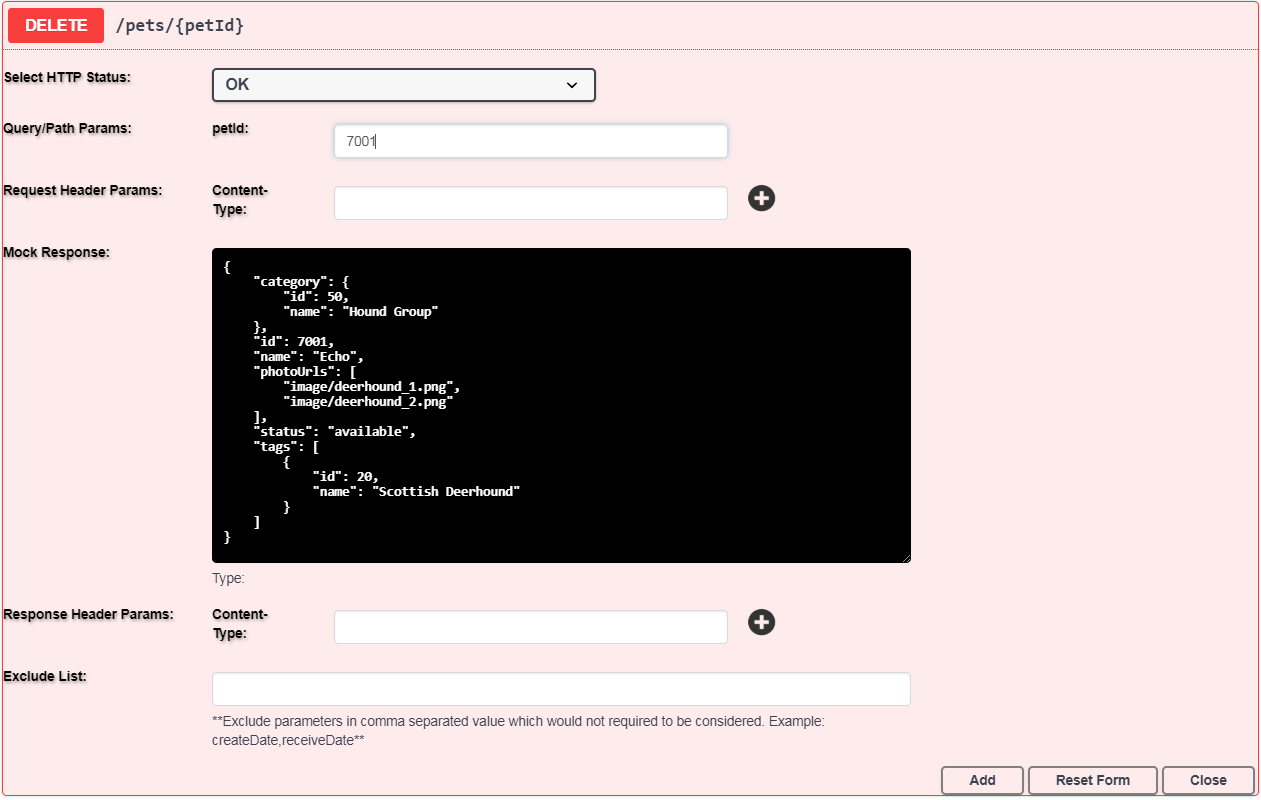 DELETE /pets/{petId}
Select HTTP Status: OK
Query/Path Params: petId: 7001
Request Header Params: Content-
Type:
Mock Response:
{
    "category": {
        "id": 50,
        "name": "Hound Group"
    },
    "id": 7001,
    "name": "Echo",
    "photoUrls": [
        "image/deerhound_1.png",
        "image/deerhound_2.png"
    ],
    "status": "available",
    "tags": [
        {
            "id": 20,
            "name": "Scottish Deerhound"
        }
    ]
}
Type:
Response Header Params: Content-
Type:
Exclude List:
**Exclude parameters in comma separated value which would not required to be considered. Example:
createDate,receiveDate**
Add Reset Form Close